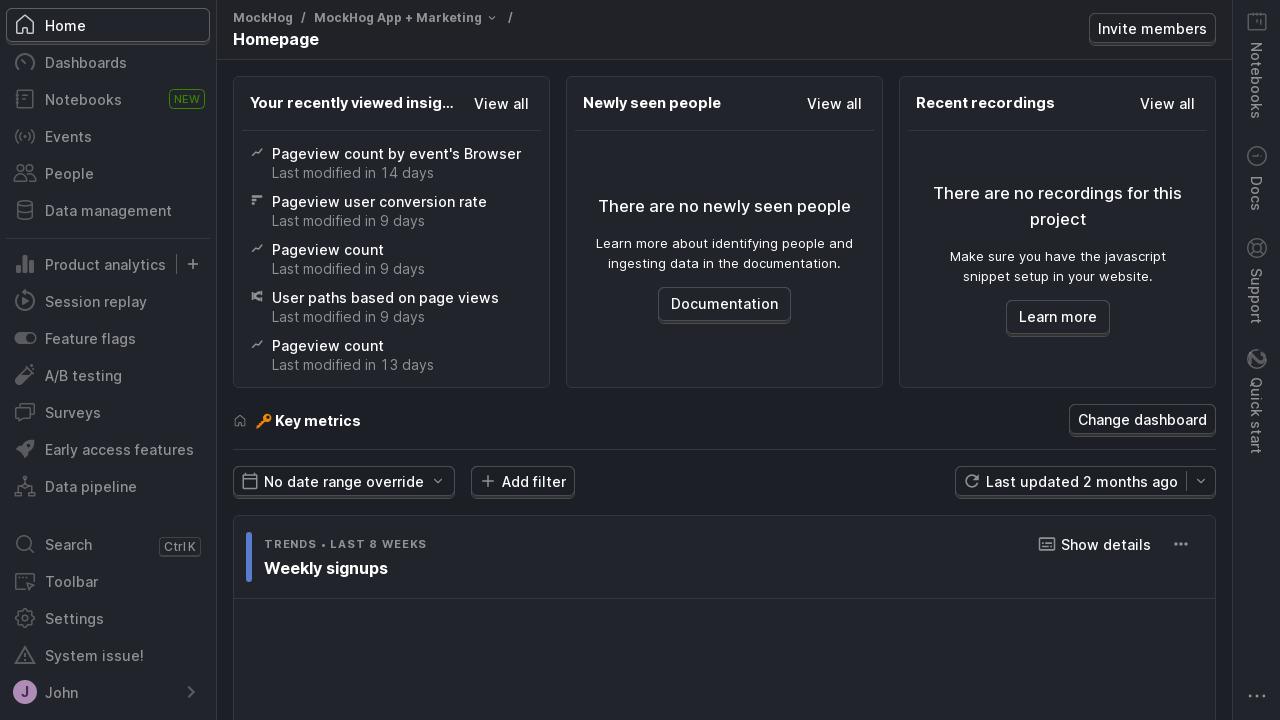 Home
Dashboards
Notebooks NEW
Events
People
Data management
Product analytics
Session replay
Feature flags
A/B testing
Surveys
Early access features
Data pipeline
Search Ctrl K
Toolbar
Settings
System issue!
J John
MockHog / MockHog App + Marketing /
Homepage
Invite members
Your recently viewed insig... View all
Pageview count by event's Browser
Last modified in 14 days
Pageview user conversion rate
Last modified in 9 days
Pageview count
Last modified in 9 days
User paths based on page views
Last modified in 9 days
Pageview count
Last modified in 13 days
Newly seen people View all
There are no newly seen people
Learn more about identifying people and
ingesting data in the documentation.
Documentation
Recent recordings View all
There are no recordings for this
project
Make sure you have the javascript
snippet setup in your website.
Learn more
🔑 Key metrics
Change dashboard
No date range override
Add filter
Last updated 2 months ago
TRENDS • LAST 8 WEEKS
Weekly signups
Show details
Notebooks
Docs
Support
Quick start